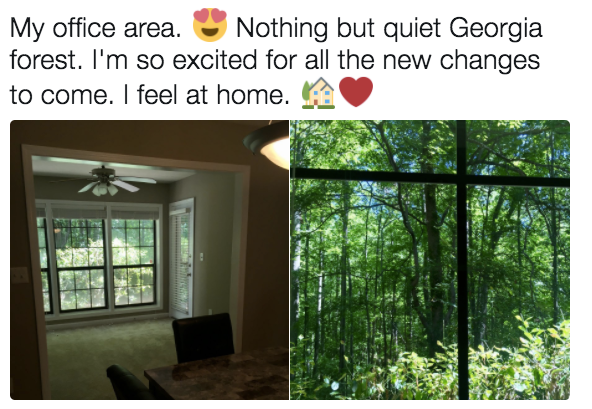 My office area. 😍 Nothing but quiet Georgia
forest. I'm so excited for all the new changes
to come. I feel at home. 🏡❤️